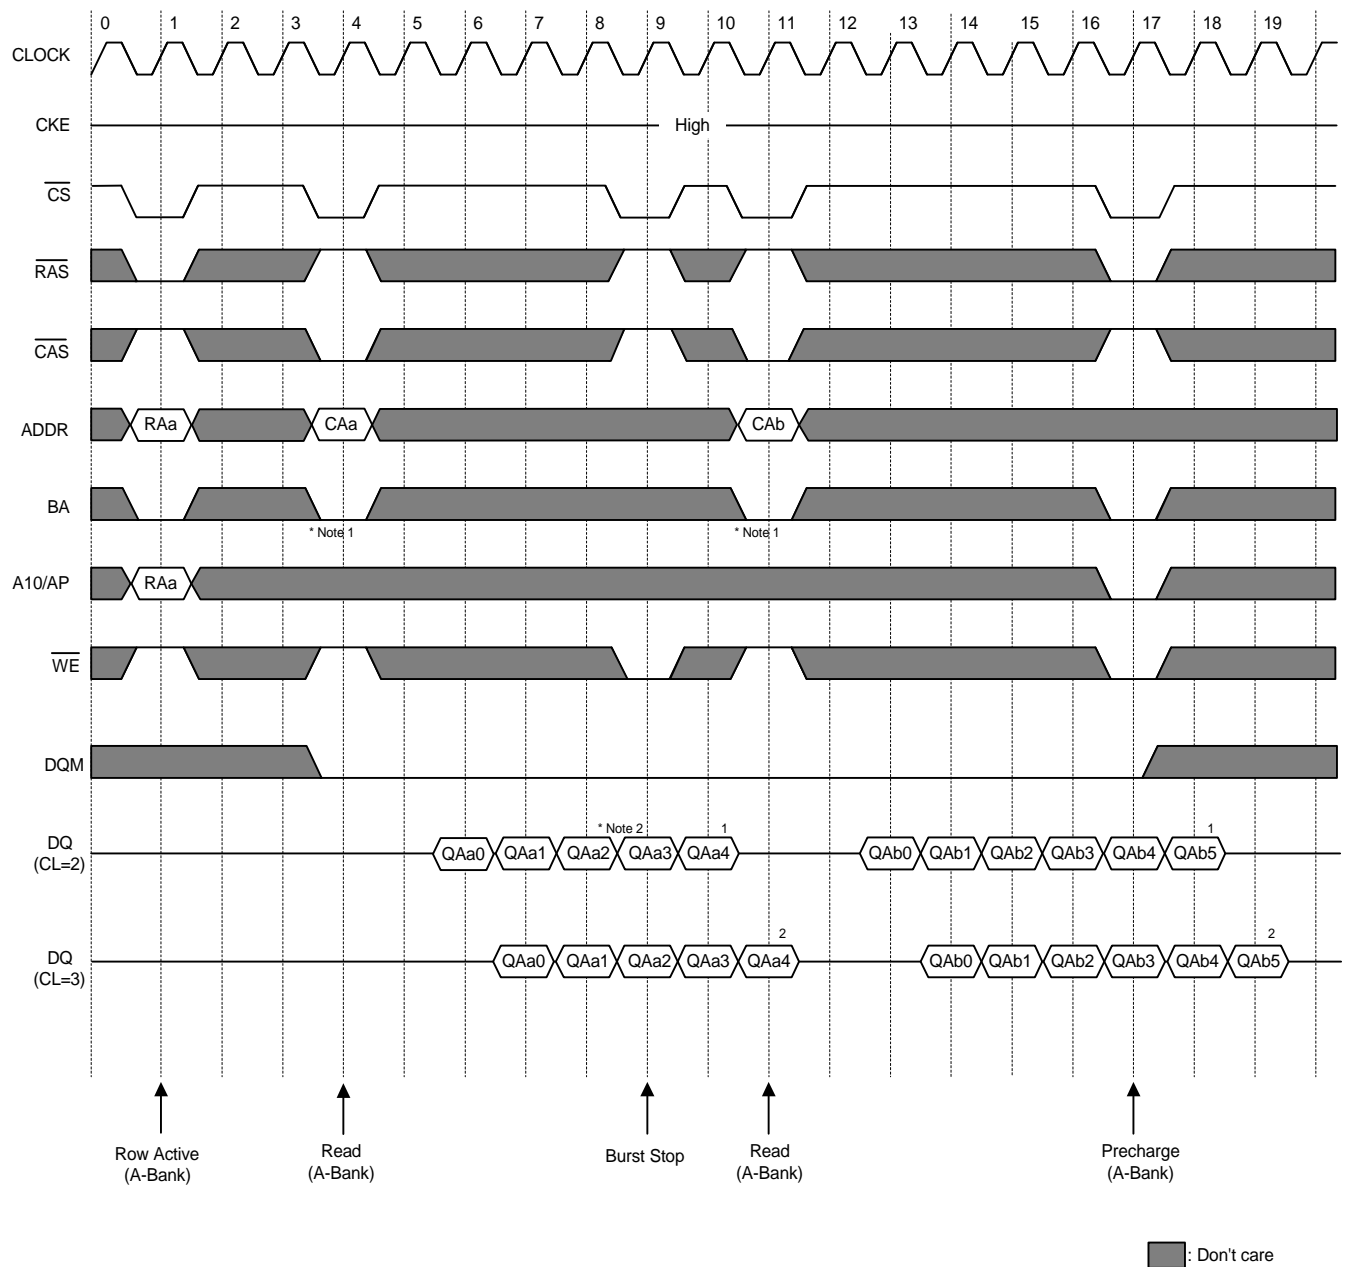 0 1 2 3 4 5 6 7 8 9 10 11 12 13 14 15 16 17 18 19
CLOCK
CKE High
CS
RAS
CAS
ADDR RAa CAa CAb
BA
* Note 1 * Note 1
A10/AP RAa
WE
DQM
* Note 2 1 1
DQ
(CL=2)
QAa0 QAa1 QAa2 QAa3 QAa4 QAb0 QAb1 QAb2 QAb3 QAb4 QAb5
2 2
DQ
(CL=3)
QAa0 QAa1 QAa2 QAa3 QAa4 QAb0 QAb1 QAb2 QAb3 QAb4 QAb5
Row Active
(A-Bank)
Read
(A-Bank)
Burst Stop
Read
(A-Bank)
Precharge
(A-Bank)
: Don't care